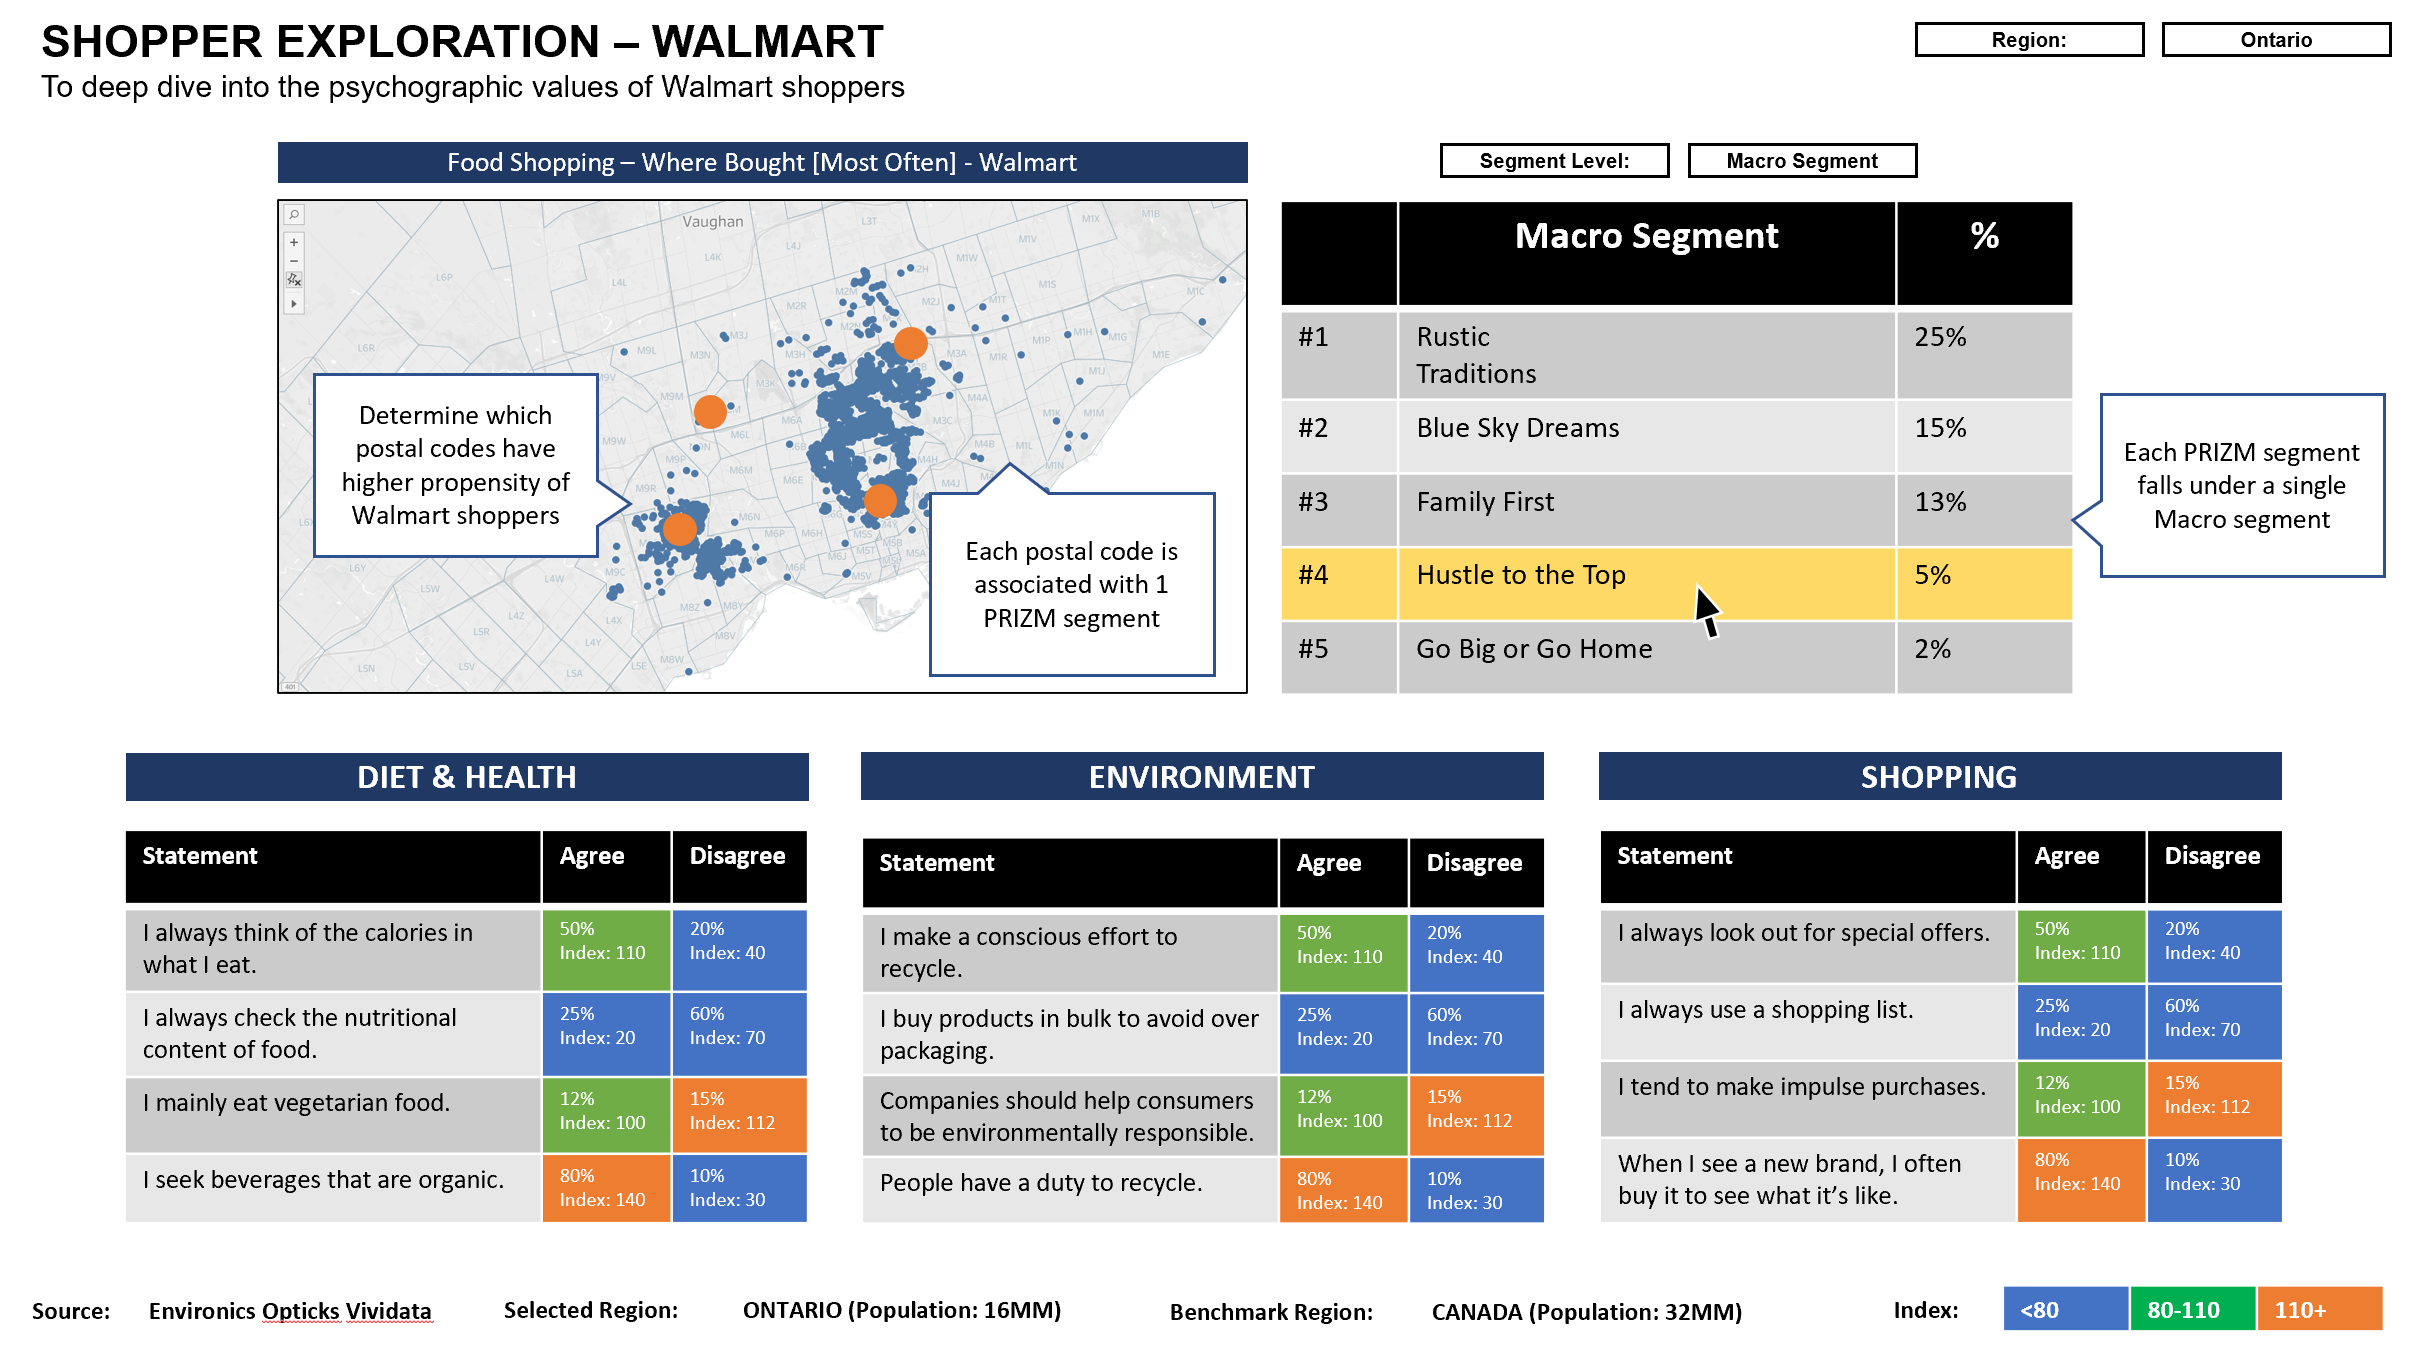 SHOPPER EXPLORATION – WALMART
To deep dive into the psychographic values of Walmart shoppers
Region:
Ontario
Food Shopping – Where Bought [Most Often] - Walmart
Vaughan
Determine which
postal codes have
higher propensity of
Walmart shoppers
Each postal code is
associated with 1
PRIZM segment
Segment Level:
Macro Segment
Macro Segment %
#1 Rustic
Traditions 25%
#2 Blue Sky Dreams 15%
#3 Family First 13%
#4 Hustle to the Top 5%
#5 Go Big or Go Home 2%
Each PRIZM segment
falls under a single
Macro segment
DIET & HEALTH
Statement Agree Disagree
I always think of the calories in
what I eat.
50%
Index: 110
20%
Index: 40
I always check the nutritional
content of food.
25%
Index: 20
60%
Index: 70
I mainly eat vegetarian food.
12%
Index: 100
15%
Index: 112
I seek beverages that are organic.
80%
Index: 140
10%
Index: 30
ENVIRONMENT
Statement Agree Disagree
I make a conscious effort to
recycle.
50%
Index: 110
20%
Index: 40
I buy products in bulk to avoid over
packaging.
25%
Index: 20
60%
Index: 70
Companies should help consumers
to be environmentally responsible.
12%
Index: 100
15%
Index: 112
People have a duty to recycle.
80%
Index: 140
10%
Index: 30
SHOPPING
Statement Agree Disagree
I always look out for special offers.
50%
Index: 110
20%
Index: 40
I always use a shopping list.
25%
Index: 20
60%
Index: 70
I tend to make impulse purchases.
12%
Index: 100
15%
Index: 112
When I see a new brand, I often
buy it to see what it’s like.
80%
Index: 140
10%
Index: 30
Source: Environics Opticks Vividata
Selected Region: ONTARIO (Population: 16MM)
Benchmark Region: CANADA (Population: 32MM)
Index: <80 80-110 110+